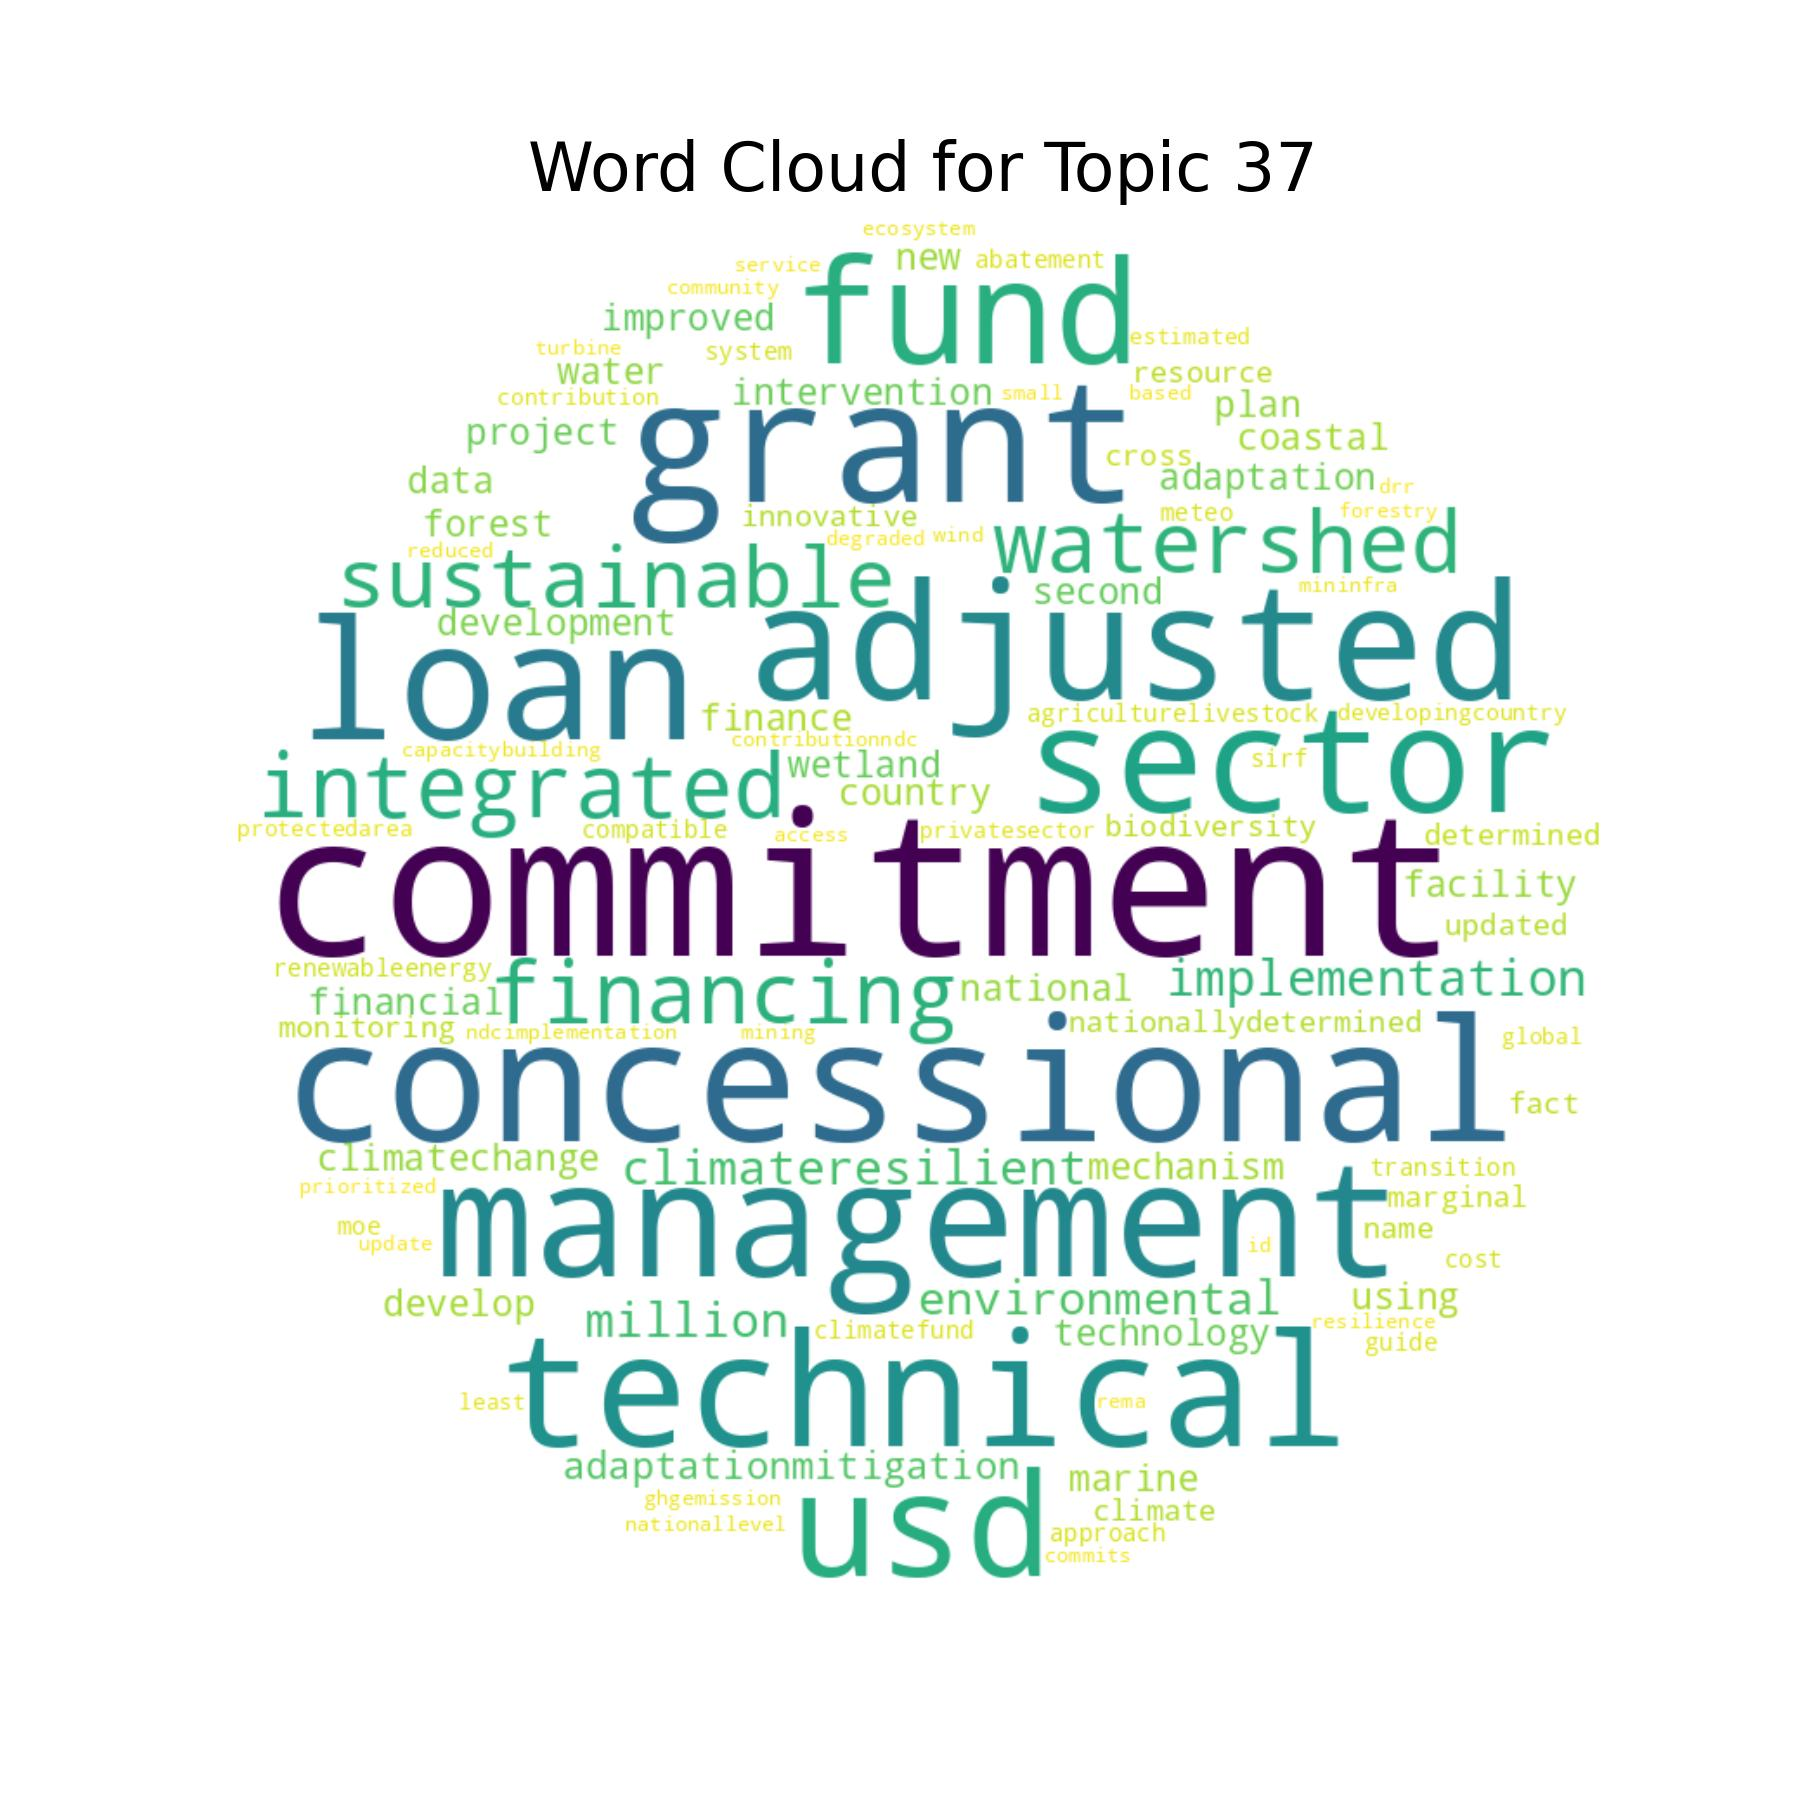 Word Cloud for Topic 37
ecosystem
new abatement
service
fund
community
improved
estimated
turbine system
water resource
contribution intervention small based
plan
project grant coastal
cross
data adaptation drr
forest innovative meteo forestry
reduced degraded wind watershed
sustainable second mininfra
development adjusted
loan
finance agriculturelivestock developingcountry
capacitybuilding contributionndc sector
integrated wetland sirf
country
protectedarea compatible access privatesector biodiversity determined
commitment facility
updated
renewableenergy financing national implementation
financial
monitoring ndcimplementation mining nationallydetermined global
concessional fact
climatechange climateresilient mechanism transition
prioritized marginal
moe management name
update id cost
develop environmental using
million climatefund technology resilience
guide
technical
least rema
adaptationmitigation marine
ghgemission usd climate
nationallevel approach
commits